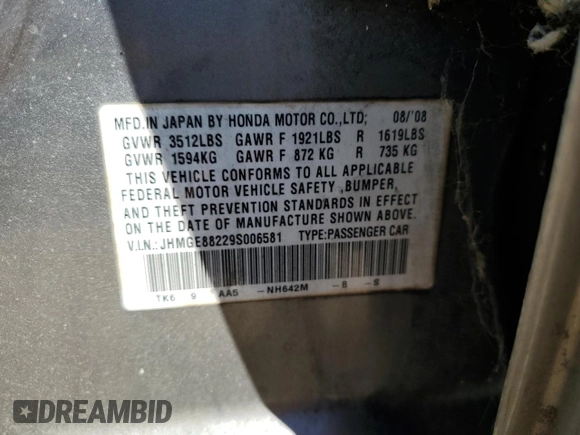 MFD.IN JAPAN BY HONDA MOTOR CO.,LTD; 08/'08
GVWR 3512LBS GAWR F 1921LBS R 1619LBS
GVWR 1594KG GAWR F 872 KG R 735 KG
THIS VEHICLE CONFORMS TO ALL APPLICABLE
FEDERAL MOTOR VEHICLE SAFETY ,BUMPER,
AND THEFT PREVENTION STANDARDS IN EFFECT
ON THE DATE OF MANUFACTURE SHOWN ABOVE.
V.I.N.: JHMGE88229S006581 TYPE:PASSENGER CAR
TK6 9 AA5 -NH642M -B -S
DREAMBID